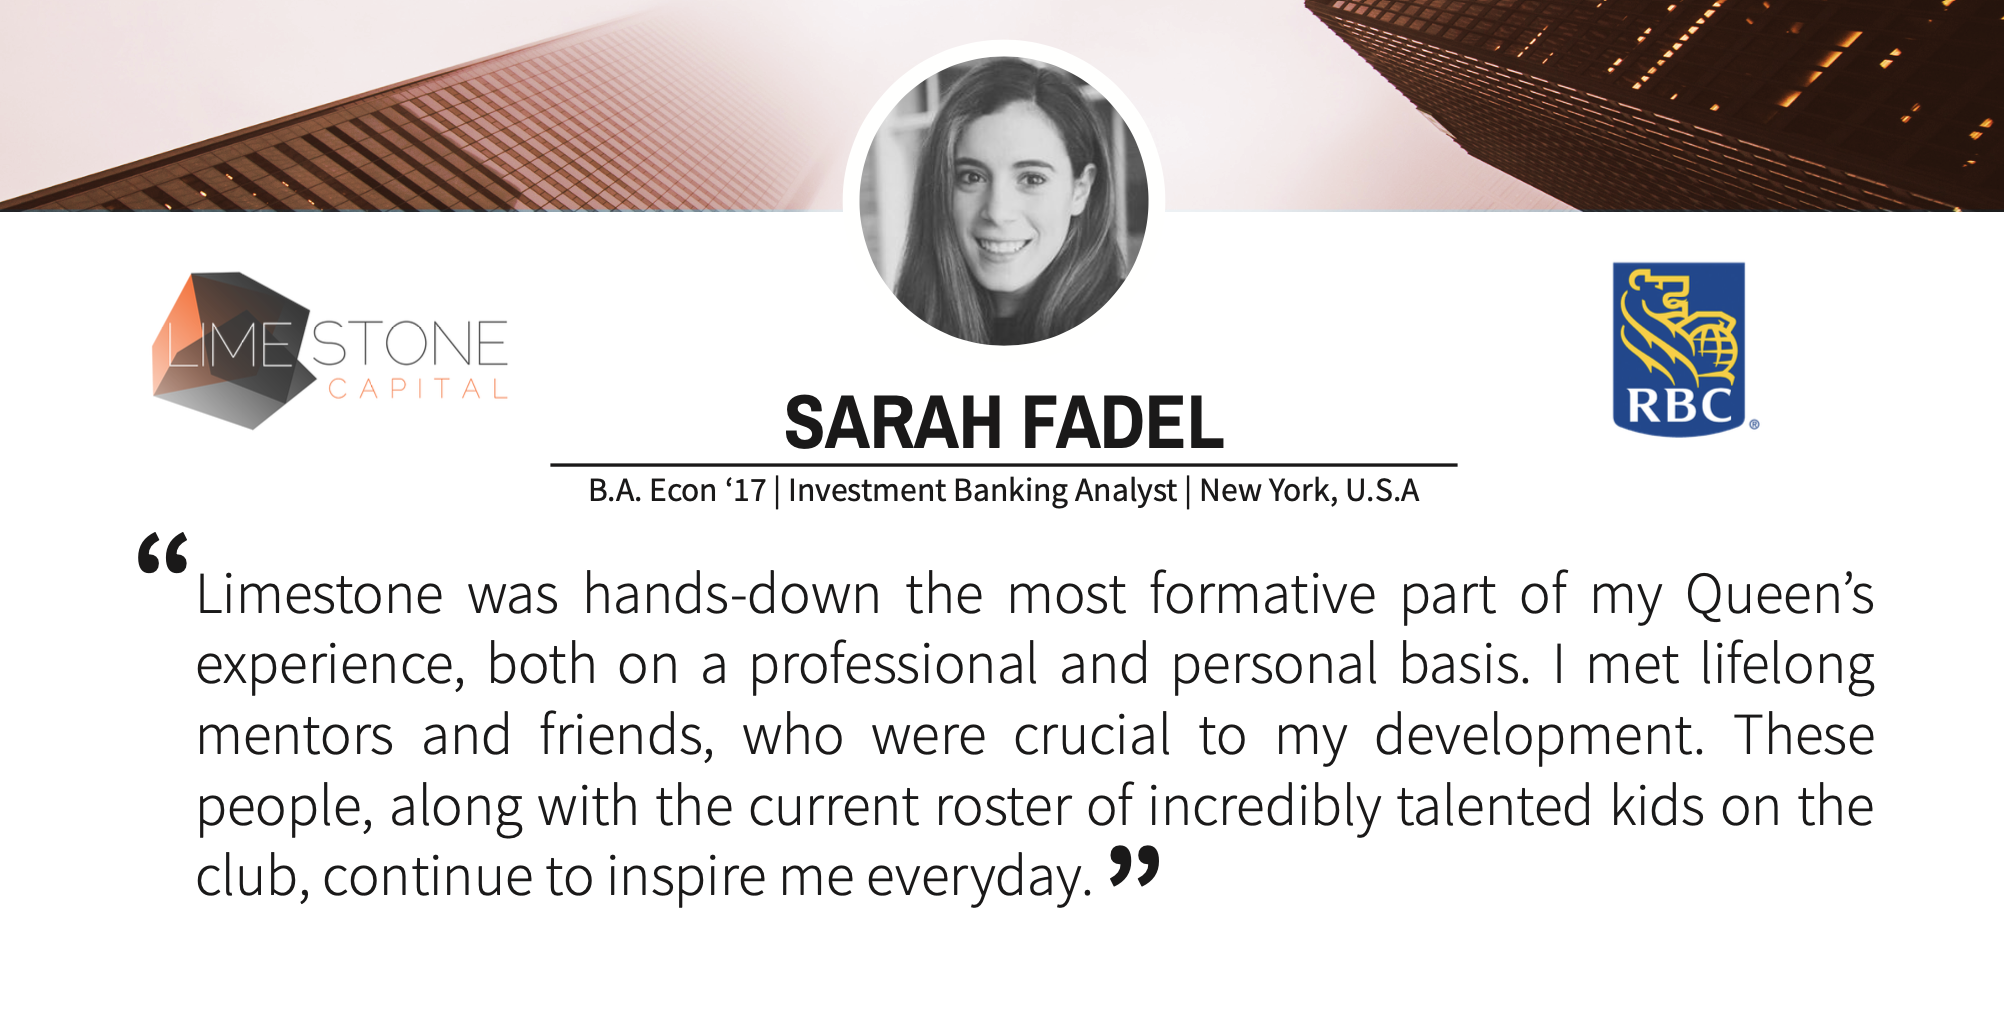 LIMESTONE
CAPITAL
RBC
®
SARAH FADEL
B.A. Econ ‘17 | Investment Banking Analyst | New York, U.S.A
“Limestone was hands-down the most formative part of my Queen’s
experience, both on a professional and personal basis. I met lifelong
mentors and friends, who were crucial to my development. These
people, along with the current roster of incredibly talented kids on the
club, continue to inspire me everyday.”